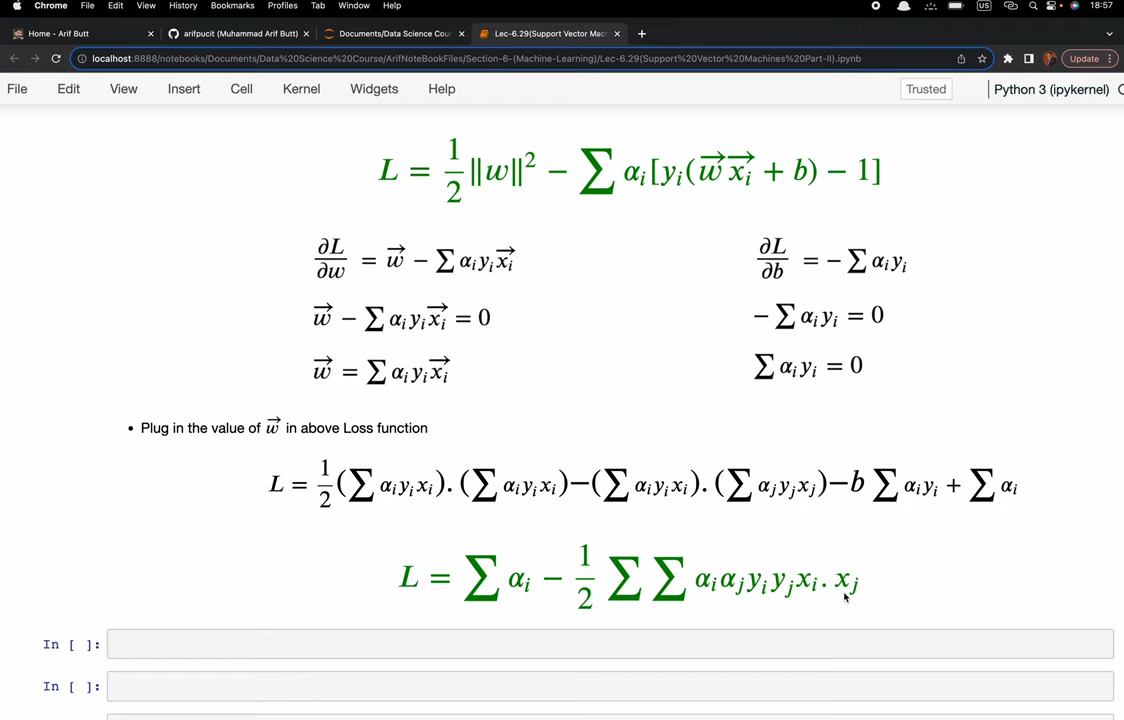 Chrome File Edit View History Bookmarks Profiles Tab Window Help US 18:57
Home - Arif Butt arifpucit (Muhammad Arif Butt) Documents/Data Science Cou Lec-6.29(Support Vector Mac
localhost:8888/notebooks/Documents/Data%20Science%20Course/ArifNoteBookFiles/Section-6-(Machine-Learning)/Lec-6.29(Support%20Vector%20Machines%20Part-II).ipynb Update
File Edit View Insert Cell Kernel Widgets Help Trusted Python 3 (ipykernel)
L = 1/2 ||w||² − ∑ αᵢ[yᵢ(w⃗ x⃗ᵢ + b) − 1]
∂L/∂w = w⃗ − ∑ αᵢyᵢx⃗ᵢ ∂L/∂b = − ∑ αᵢyᵢ
w⃗ − ∑ αᵢyᵢx⃗ᵢ = 0 − ∑ αᵢyᵢ = 0
w⃗ = ∑ αᵢyᵢx⃗ᵢ ∑ αᵢyᵢ = 0
• Plug in the value of w⃗ in above Loss function
L = 1/2 (∑ αᵢyᵢxᵢ). (∑ αᵢyᵢxᵢ)−(∑ αᵢyᵢxᵢ). (∑ αⱼyⱼxⱼ)−b ∑ αᵢyᵢ + ∑ αᵢ
L = ∑ αᵢ − 1/2 ∑ ∑ αᵢαⱼyᵢyⱼxᵢ. xⱼ
In [ ]:
In [ ]: